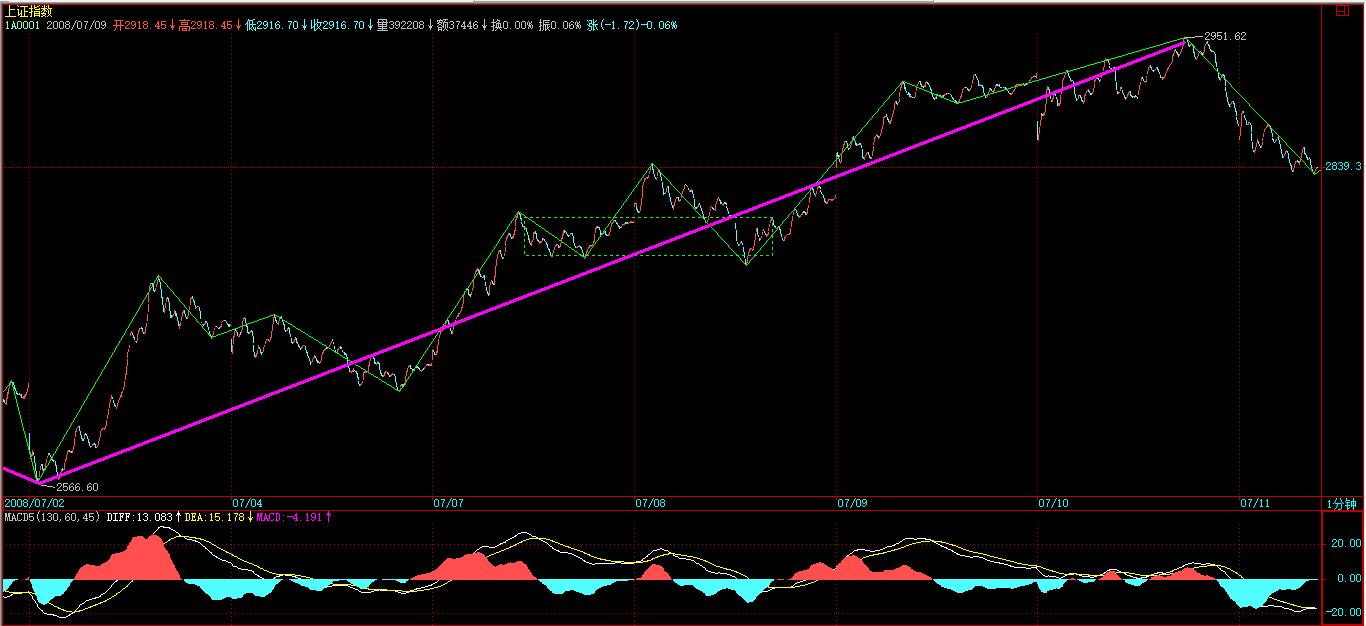 上证指数
1A0001 2008/07/09 开2918.45↓高2918.45↓低2916.70↓收2916.70↓量392208↓额37446↓换0.00% 振0.06% 涨(-1.72)-0.06%
2951.62
2839.3
2566.60
2008/07/02 07/04 07/07 07/08 07/09 07/10 07/11 1分钟
MACD5(130,60,45) DIFF:13.083↑DEA:15.178↓MACD:-4.191↑
20.00
0.00
-20.00